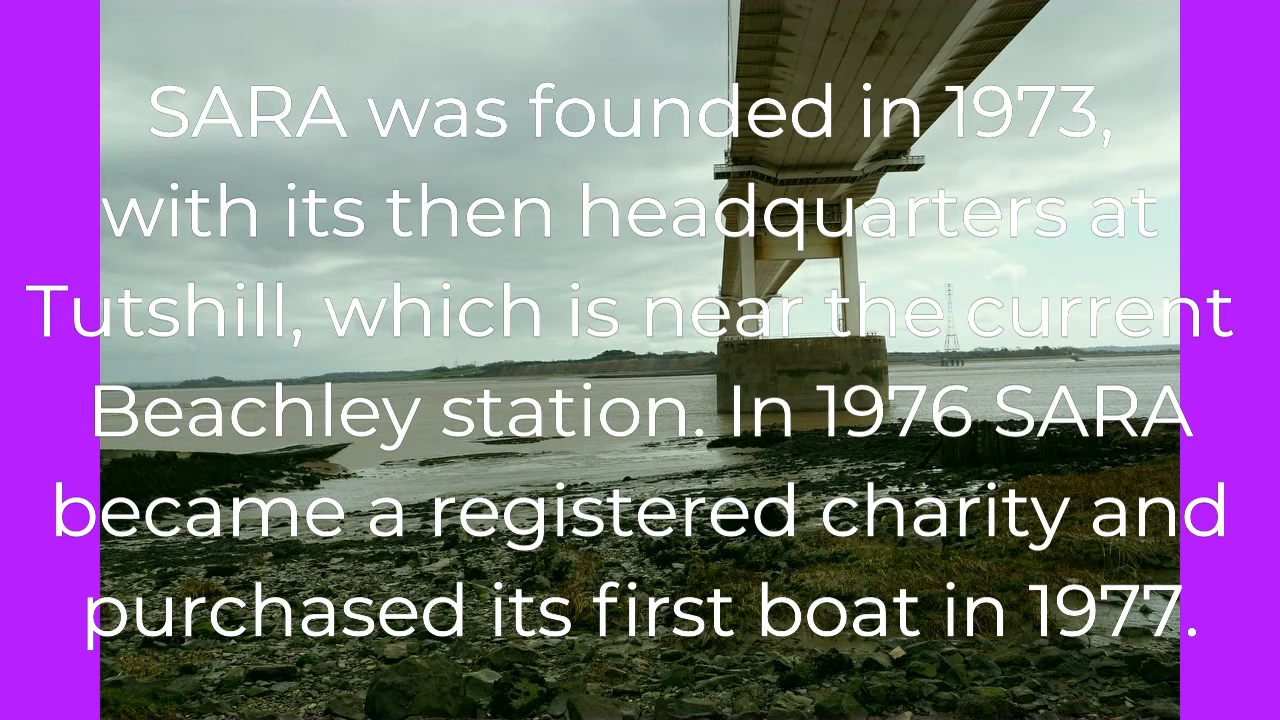 SARA was founded in 1973,
with its then headquarters at
Tutshill, which is near the current
Beachley station. In 1976 SARA
became a registered charity and
purchased its first boat in 1977.